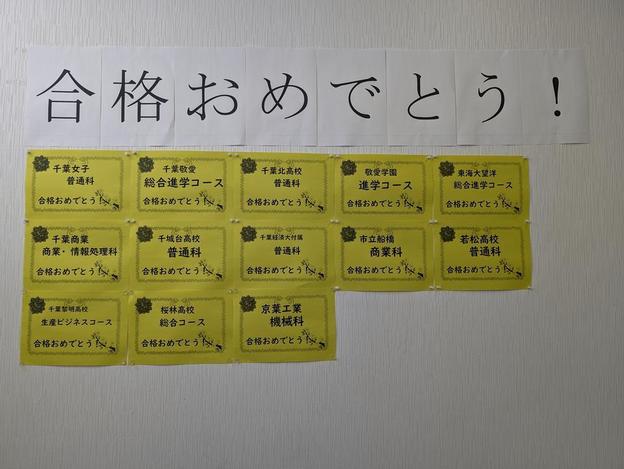 合格おめでとう!
千葉女子
普通科
合格おめでとう!
千葉敬愛
総合進学コース
合格おめでとう!
千葉北高校
普通科
合格おめでとう!
敬愛学園
進学コース
合格おめでとう!
東海大望洋
総合進学コース
合格おめでとう!
千葉商業
商業・情報処理科
合格おめでとう!
千城台高校
普通科
合格おめでとう!
千葉経済大付属
普通科
合格おめでとう!
市立船橋
商業科
合格おめでとう!
若松高校
普通科
合格おめでとう!
千葉黎明高校
生産ビジネスコース
合格おめでとう!
桜林高校
総合コース
合格おめでとう!
京葉工業
機械科
合格おめでとう!